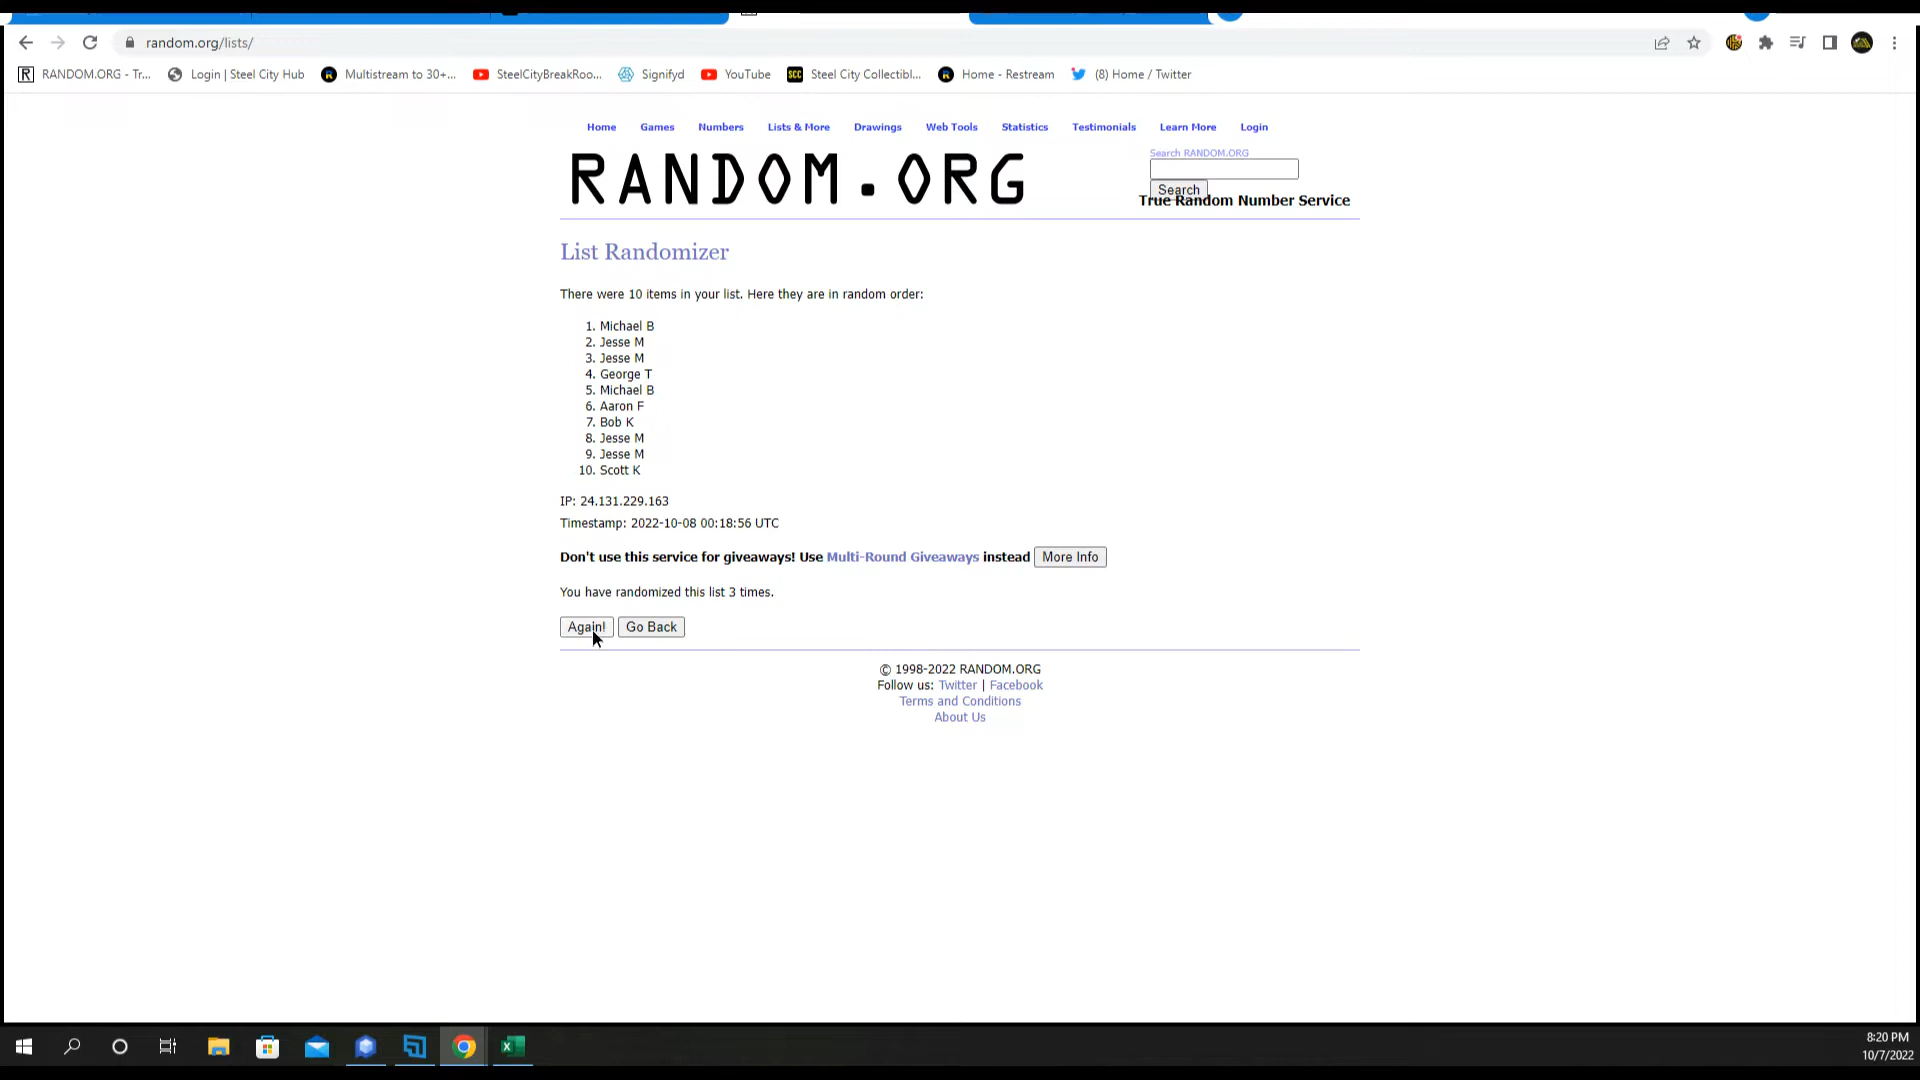 random.org/lists/
RANDOM.ORG - Tr... Login | Steel City Hub Multistream to 30+... SteelCityBreakRoo... Signifyd YouTube SCC Steel City Collectibl... Home - Restream (8) Home / Twitter
Home Games Numbers Lists & More Drawings Web Tools Statistics Testimonials Learn More Login
RANDOM.ORG
Search RANDOM.ORG
Search
True Random Number Service
List Randomizer
There were 10 items in your list. Here they are in random order:
1. Michael B
2. Jesse M
3. Jesse M
4. George T
5. Michael B
6. Aaron F
7. Bob K
8. Jesse M
9. Jesse M
10. Scott K
IP: 24.131.229.163
Timestamp: 2022-10-08 00:18:56 UTC
Don't use this service for giveaways! Use Multi-Round Giveaways instead More Info
You have randomized this list 3 times.
Again! Go Back
© 1998-2022 RANDOM.ORG
Follow us: Twitter | Facebook
Terms and Conditions
About Us
8:20 PM
10/7/2022